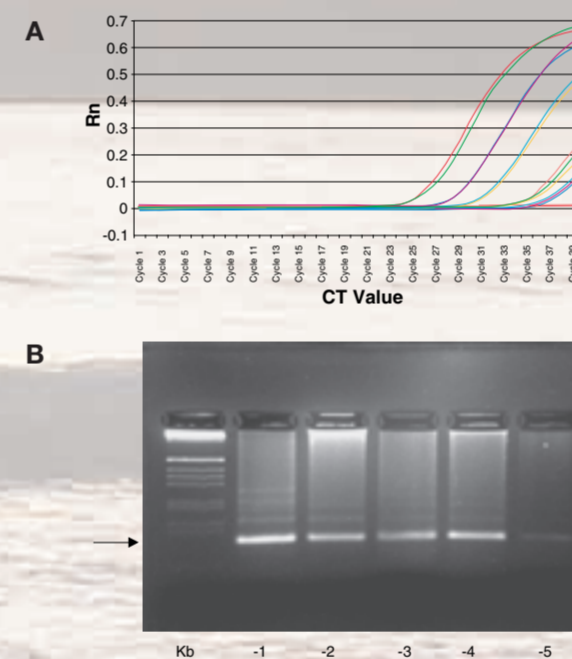 A
0.7
0.6
0.5
0.4
0.3
0.2
0.1
0
-0.1
Rn
Cycle 1
Cycle 3
Cycle 5
Cycle 7
Cycle 9
Cycle 11
Cycle 13
Cycle 15
Cycle 17
Cycle 19
Cycle 21
Cycle 23
Cycle 25
Cycle 27
Cycle 29
Cycle 31
Cycle 33
Cycle 35
Cycle 37
CT Value
B
Kb -1 -2 -3 -4 -5